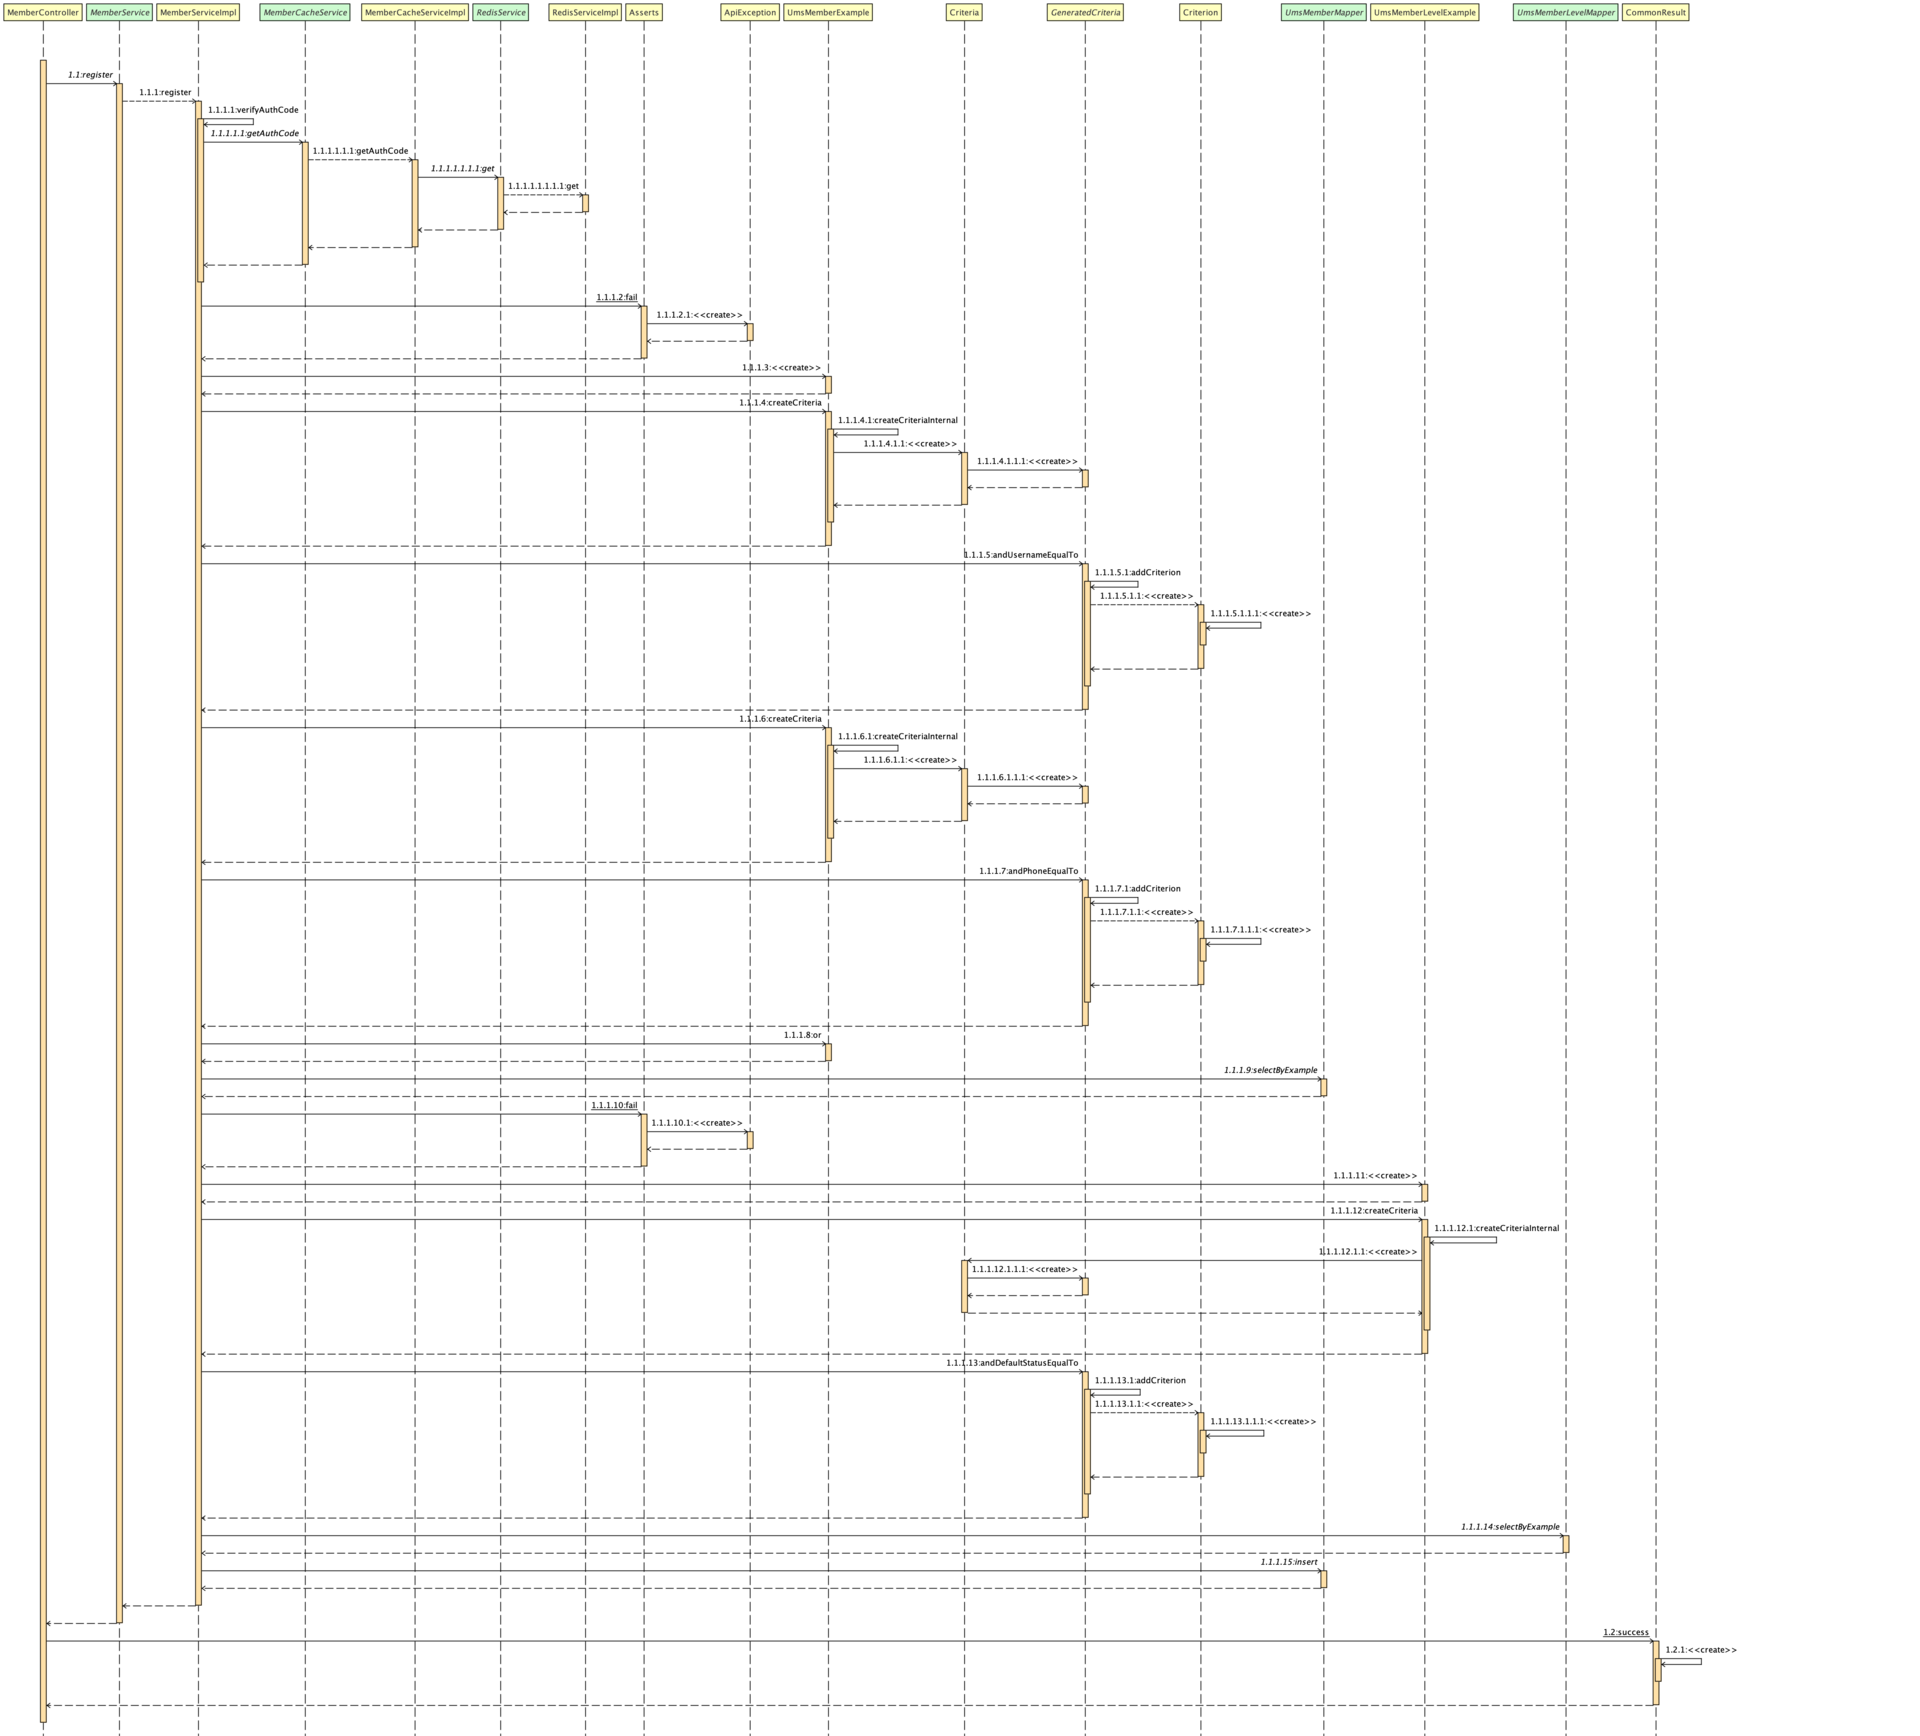 MemberController MemberService MemberServiceImpl MemberCacheService MemberCacheServiceImpl RedisService RedisServiceImpl Asserts ApiException UmsMemberExample Criteria GeneratedCriteria Criterion UmsMemberMapper UmsMemberLevelExample UmsMemberLevelMapper CommonResult
1.1:register
1.1.1:register
1.1.1.1:verifyAuthCode
1.1.1.1.1:getAuthCode
1.1.1.1.1.1:getAuthCode
1.1.1.1.1.1.1:get
1.1.1.1.1.1.1.1:get
1.1.1.2:fail
1.1.1.2.1:<<create>>
1.1.1.3:<<create>>
1.1.1.4:createCriteria
1.1.1.4.1:createCriteriaInternal
1.1.1.4.1.1:<<create>>
1.1.1.4.1.1.1:<<create>>
1.1.1.5:andUsernameEqualTo
1.1.1.5.1:addCriterion
1.1.1.5.1.1:<<create>>
1.1.1.5.1.1.1:<<create>>
1.1.1.6:createCriteria
1.1.1.6.1:createCriteriaInternal
1.1.1.6.1.1:<<create>>
1.1.1.6.1.1.1:<<create>>
1.1.1.7:andPhoneEqualTo
1.1.1.7.1:addCriterion
1.1.1.7.1.1:<<create>>
1.1.1.7.1.1.1:<<create>>
1.1.1.8:or
1.1.1.9:selectByExample
1.1.1.10:fail
1.1.1.10.1:<<create>>
1.1.1.11:<<create>>
1.1.1.12:createCriteria
1.1.1.12.1:createCriteriaInternal
1.1.1.12.1.1:<<create>>
1.1.1.12.1.1.1:<<create>>
1.1.1.13:andDefaultStatusEqualTo
1.1.1.13.1:addCriterion
1.1.1.13.1.1:<<create>>
1.1.1.13.1.1.1:<<create>>
1.1.1.14:selectByExample
1.1.1.15:insert
1.2:success
1.2.1:<<create>>